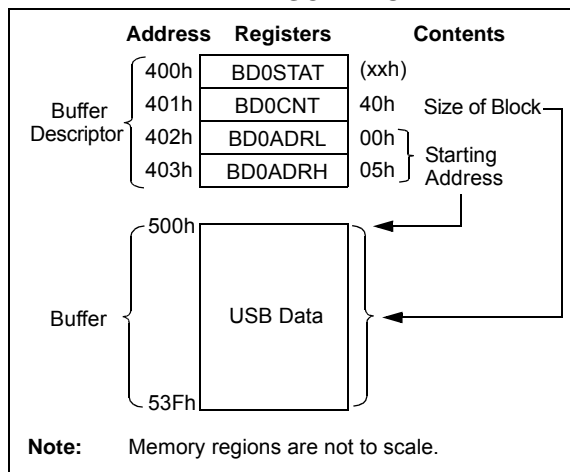 Address Registers Contents
400h BD0STAT (xxh)
401h BD0CNT 40h Size of Block
Buffer Descriptor
402h BD0ADRL 00h
403h BD0ADRH 05h
Starting Address
500h
Buffer USB Data
53Fh
Note: Memory regions are not to scale.